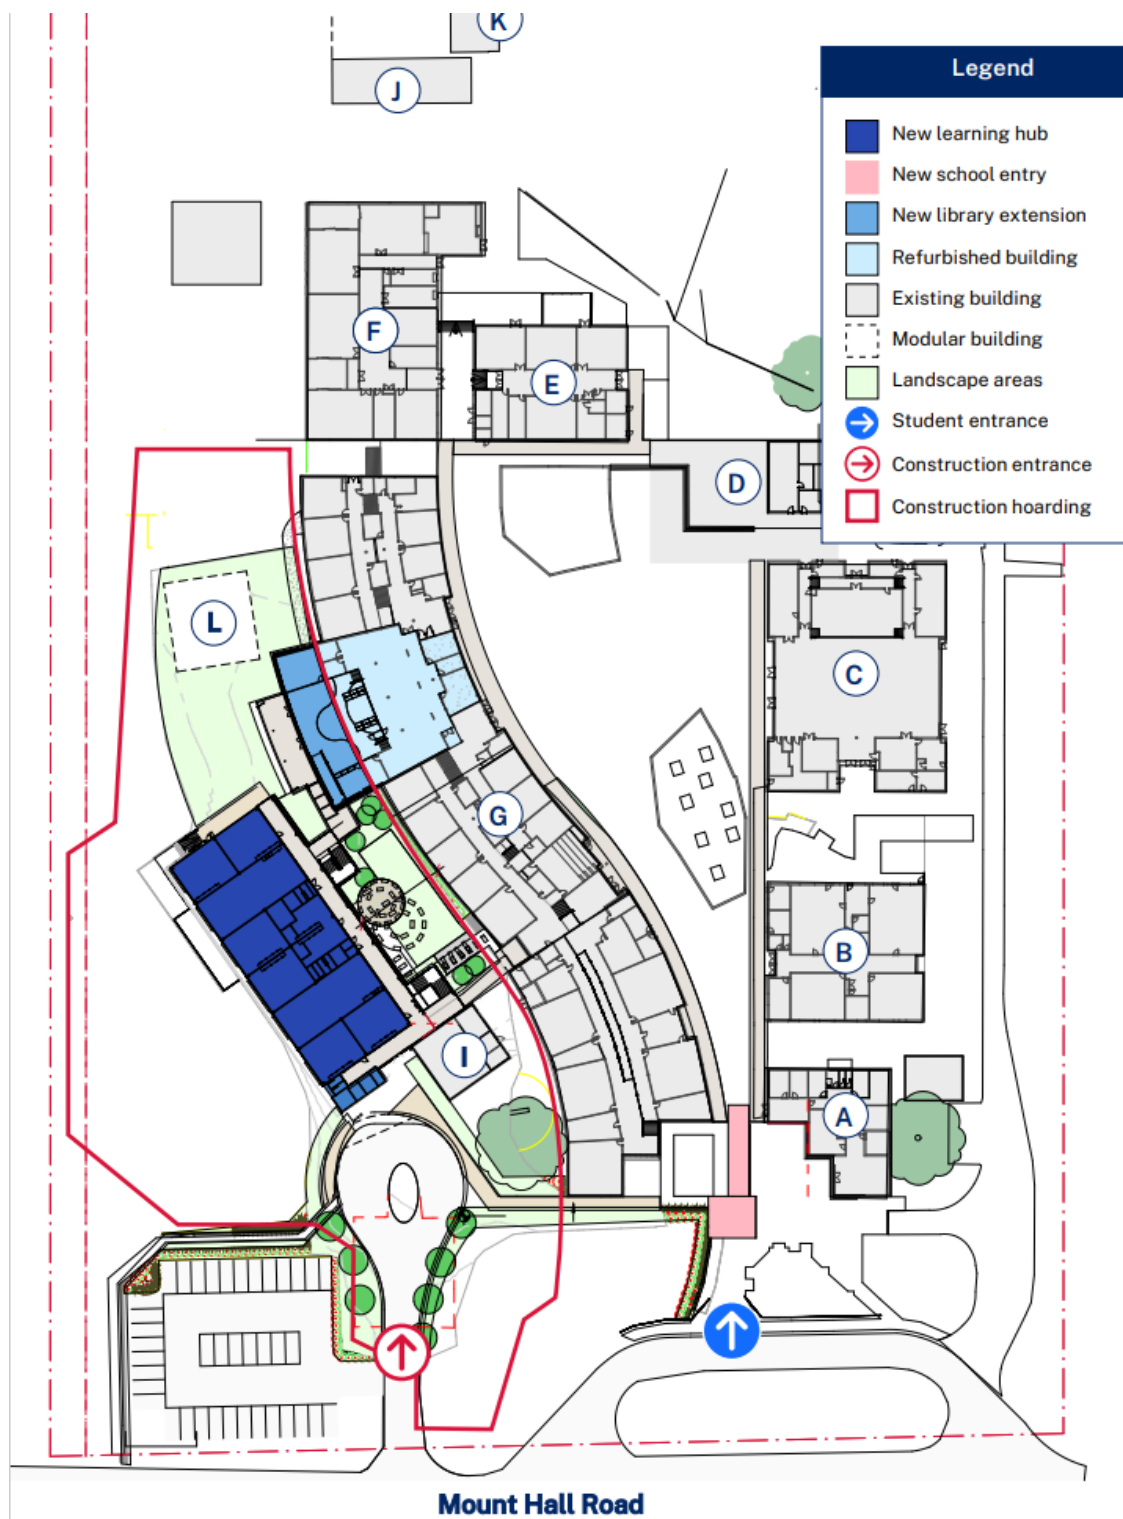 K
J
Legend
New learning hub
New school entry
New library extension
Refurbished building
Existing building
Modular building
Landscape areas
Student entrance
Construction entrance
Construction hoarding
F
E
D
L
C
G
B
I
A
Mount Hall Road